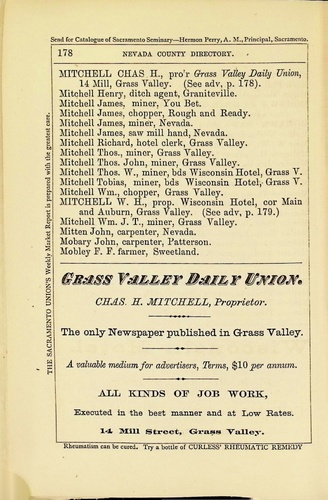 Send for Catalogue of Sacramento Seminary—Hermon Perry, A. M., Principal, Sacramento.
178 NEVADA COUNTY DIRECTORY.
MITCHELL CHAS H., pro'r Grass Valley Daily Union,
14 Mill, Grass Valley. (See adv, p. 178).
Mitchell Henry, ditch agent, Graniteville.
Mitchell James, miner, You Bet.
Mitchell James, chopper, Rough and Ready.
Mitchell James, miner, Nevada.
Mitchell James, saw mill hand, Nevada.
Mitchell Richard, hotel clerk, Grass Valley.
Mitchell Thos., miner, Grass Valley.
Mitchell Thos. John, miner, Grass Valley.
Mitchell Thos. W., miner, bds Wisconsin Hotel, Grass V.
Mitchell Tobias, miner, bds Wisconsin Hotel, Grass V.
Mitchell Wm., chopper, Grass Valley.
MITCHELL W. H., prop. Wisconsin Hotel, cor Main
and Auburn, Grass Valley. (See adv, p. 179.)
Mitchell Wm. J. T., miner, Grass Valley.
Mitten John, carpenter, Nevada.
Mobary John, carpenter, Patterson.
Mobley F. F. farmer, Sweetland.
GRASS VALLEY DAILY UNION.
CHAS. H. MITCHELL, Proprietor.
The only Newspaper published in Grass Valley.
A valuable medium for advertisers, Terms, $10 per annum.
ALL KINDS OF JOB WORK,
Executed in the best manner and at Low Rates.
14 Mill Street, Grass Valley.
Rheumatism can be cured. Try a bottle of CURLESS' RHEUMATIC REMEDY
THE SACRAMENTO UNION'S Weekly Market Report is prepared with the greatest care.